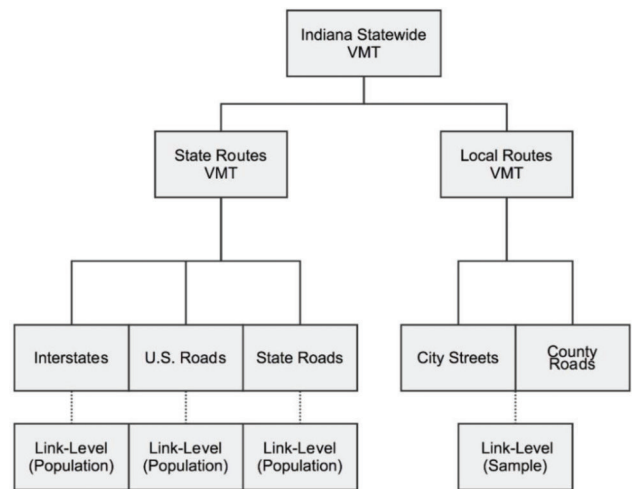 Indiana Statewide
VMT
State Routes
VMT
Local Routes
VMT
Interstates
U.S. Roads
State Roads
City Streets
County
Roads
Link-Level
(Population)
Link-Level
(Population)
Link-Level
(Population)
Link-Level
(Sample)